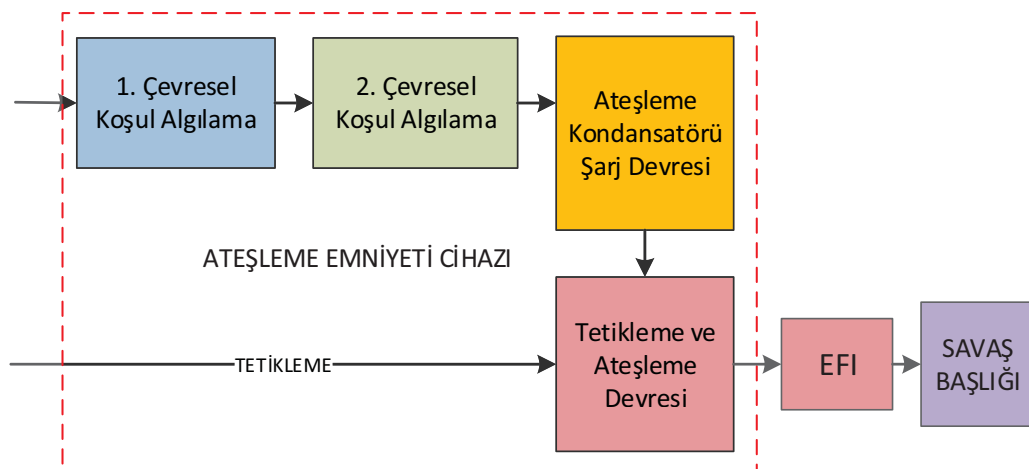 1. Çevresel
Koşul Algılama
2. Çevresel
Koşul Algılama
Ateşleme
Kondansatörü
Şarj Devresi
ATEŞLEME EMNİYETİ CİHAZI
TETİKLEME
Tetikleme ve
Ateşleme
Devresi
EFI
SAVAŞ
BAŞLIĞI